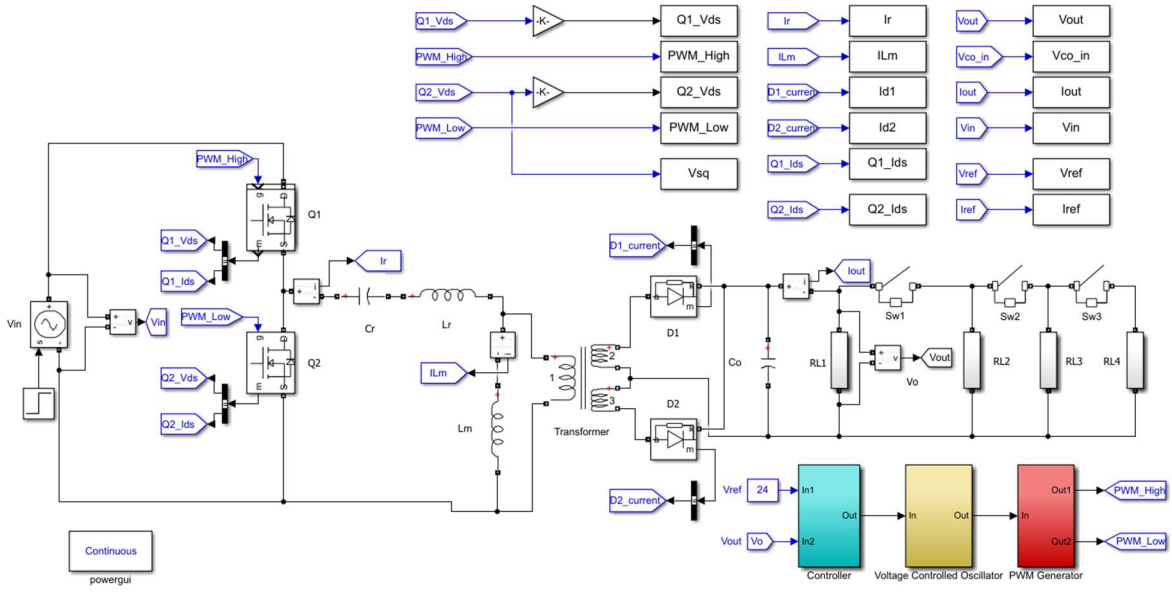 Q1_Vds -K- Q1_Vds Ir Ir Vout Vout
PWM_High PWM_High ILm ILm Vco_in Vco_in
Q2_Vds -K- Q2_Vds D1_current Id1 Iout Iout
PWM_Low PWM_Low D2_current Id2 Vin Vin
Vsq Q1_Ids Q1_Ids Vref Vref
Q2_Ids Q2_Ids Iref Iref
PWM_High
g D
Q1
m S
Q1_Vds
Q1_Ids
Ir
+ i -
Cr
Lr
Vin
s
+ v -
Vin
PWM_Low
g D
Q2
m S
Q2_Vds
Q2_Ids
ILm
Lm
1
2
3
Transformer
D1_current
a k
m
D1
D2
a k
m
D2_current
Co
+ i -
Iout
RL1
+ v -
Vout
Vo
Sw1
Sw2
Sw3
RL2
RL3
RL4
Vref 24 In1
Out
In2
Vout Vo
Controller
In Out
Voltage Controlled Oscillator
In
Out1
Out2
PWM Generator
PWM_High
PWM_Low
Continuous
powergui